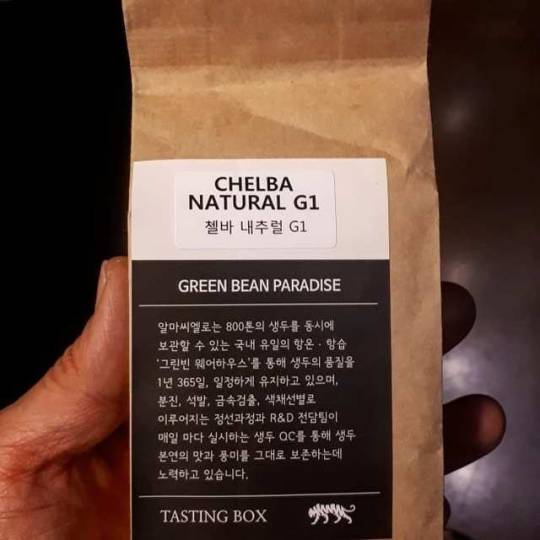 CHELBA
NATURAL G1
첼바 내추럴 G1
GREEN BEAN PARADISE
알마씨엘로는 800톤의 생두를 동시에
보관할 수 있는 국내 유일의 항온 · 항습
'그린빈 웨어하우스'를 통해 생두의 품질을
1년 365일, 일정하게 유지하고 있으며,
분진, 석발, 금속검출, 색채선별로
이루어지는 정선과정과 R&D 전담팀이
매일 마다 실시하는 생두 QC를 통해 생두
본연의 맛과 풍미를 그대로 보존하는데
노력하고 있습니다.
TASTING BOX